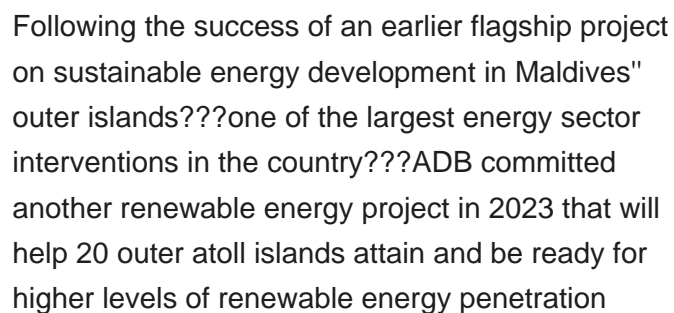 Following the success of an earlier flagship project
on sustainable energy development in Maldives''
outer islands???one of the largest energy sector
interventions in the country???ADB committed
another renewable energy project in 2023 that will
help 20 outer atoll islands attain and be ready for
higher levels of renewable energy penetration